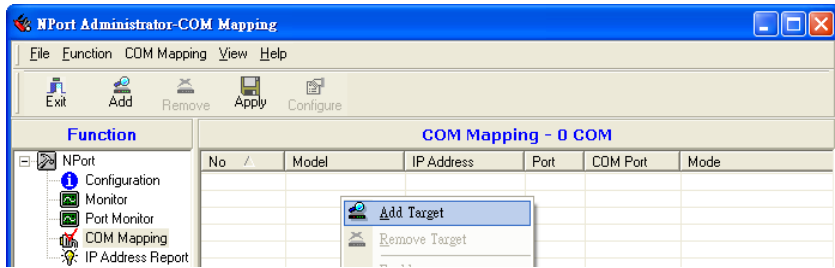 NPort Administrator-COM Mapping
File Function COM Mapping View Help
Exit Add Remove Apply Configure
Function
COM Mapping - 0 COM
NPort
Configuration
Monitor
Port Monitor
COM Mapping
IP Address Report
No Model IP Address Port COM Port Mode
Add Target
Remove Target